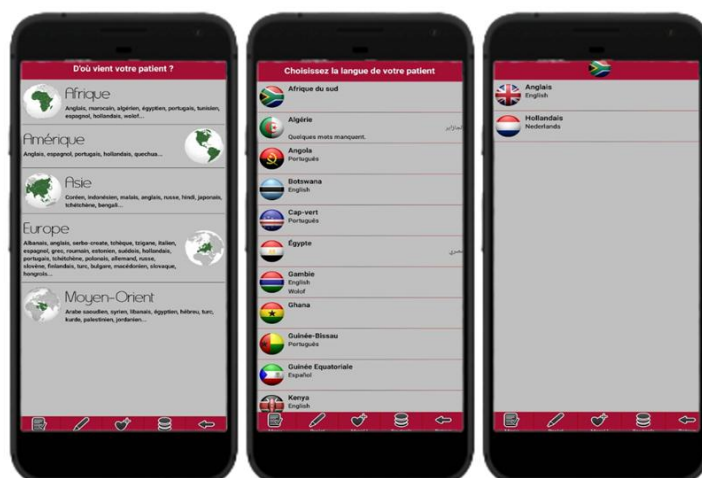 D'où vient votre patient ?
Afrique
Anglais, marocain, algérien, égyptien, portugais, tunisien,
espagnol, hollandais, wolof...
Amérique
Anglais, espagnol, portugais, hollandais, quechua...
Asie
Coréen, indonésien, malais, anglais, russe, hindi, japonais,
tchétchène, bengali...
Europe
Albanais, anglais, serbo-croate, tchèque, tzigane, italien,
espagnol, grec, roumain, estonien, suédois, hollandais,
portugais, tchétchène, polonais, allemand, russe,
slovène, finlandais, turc, bulgare, macédonien, slovaque,
hongrois...
Moyen-Orient
Arabe saoudien, syrien, libanais, égyptien, hébreu, turc,
kurde, palestinien, jordanien...
Choisissez la langue de votre patient
Afrique du sud
Algérie
Quelques mots manquent.
Angola
Português
Botswana
English
Cap-vert
Português
Égypte
مصري
Gambie
English
Wolof
Ghana
Guinée-Bissau
Português
Guinée Equatoriale
Español
Kenya
English
Anglais
English
Hollandais
Nederlands